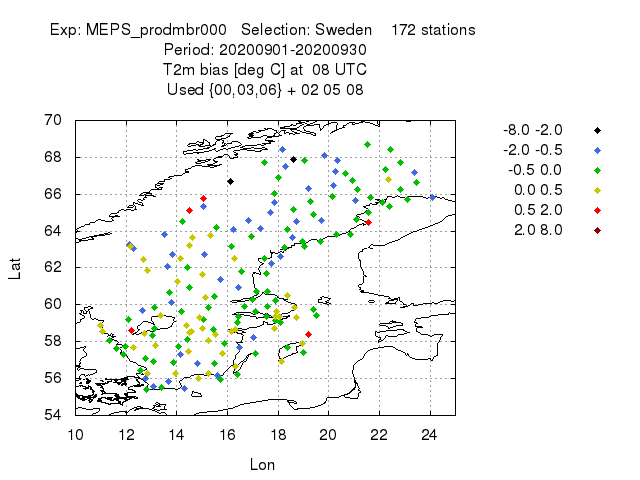 Exp: MEPS_prodmbr000 Selection: Sweden 172 stations
Period: 20200901-20200930
T2m bias [deg C] at 08 UTC
Used {00,03,06} + 02 05 08
70
68
66
64
62
60
58
56
54
Lat
10 12 14 16 18 20 22 24
Lon
-8.0 -2.0
-2.0 -0.5
-0.5 0.0
0.0 0.5
0.5 2.0
2.0 8.0